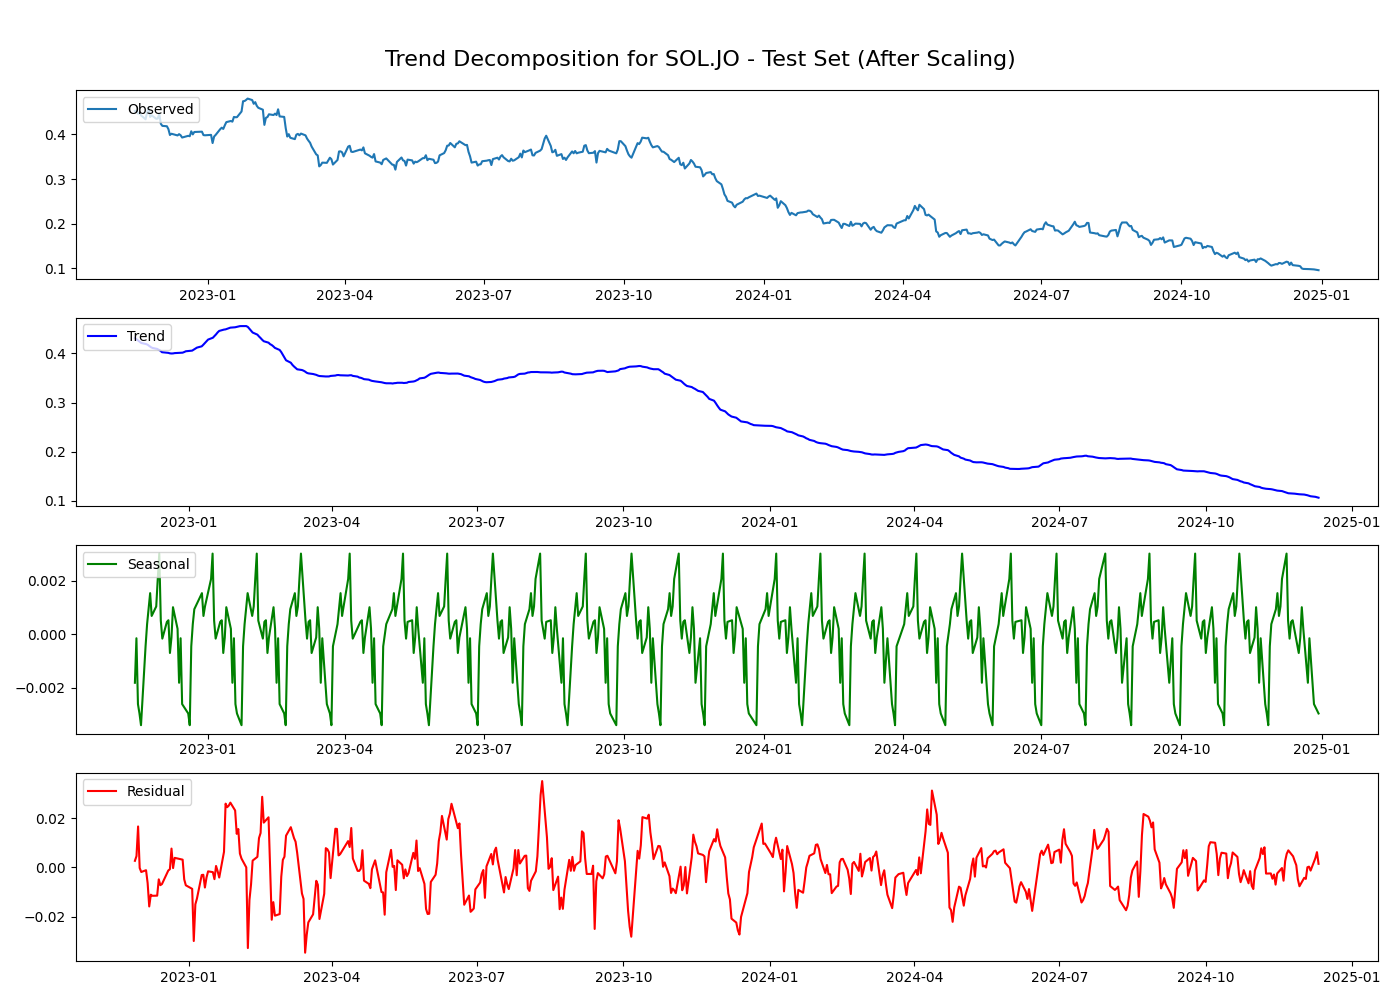 Trend Decomposition for SOL.JO - Test Set (After Scaling)
Observed
0.4
0.3
0.2
0.1
2023-01 2023-04 2023-07 2023-10 2024-01 2024-04 2024-07 2024-10 2025-01
Trend
0.4
0.3
0.2
0.1
2023-01 2023-04 2023-07 2023-10 2024-01 2024-04 2024-07 2024-10 2025-01
Seasonal
0.002
0.000
−0.002
2023-01 2023-04 2023-07 2023-10 2024-01 2024-04 2024-07 2024-10 2025-01
Residual
0.02
0.00
−0.02
2023-01 2023-04 2023-07 2023-10 2024-01 2024-04 2024-07 2024-10 2025-01